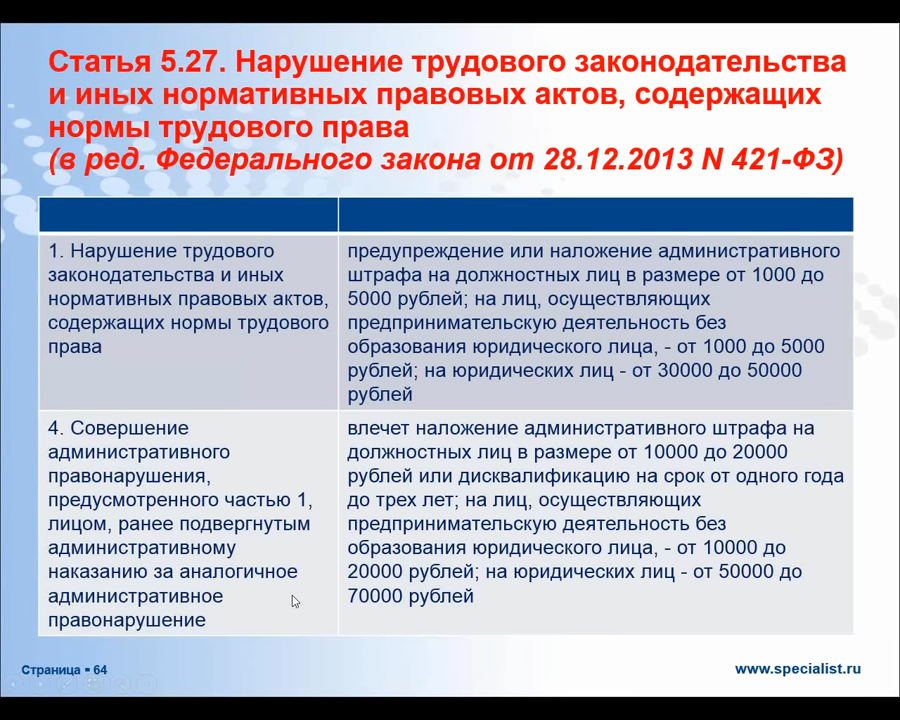 Статья 5.27. Нарушение трудового законодательства
и иных нормативных правовых актов, содержащих
нормы трудового права
(в ред. Федерального закона от 28.12.2013 N 421-ФЗ)
1. Нарушение трудового
законодательства и иных
нормативных правовых актов,
содержащих нормы трудового
права
предупреждение или наложение административного
штрафа на должностных лиц в размере от 1000 до
5000 рублей; на лиц, осуществляющих
предпринимательскую деятельность без
образования юридического лица, - от 1000 до 5000
рублей; на юридических лиц - от 30000 до 50000
рублей
4. Совершение
административного
правонарушения,
предусмотренного частью 1,
лицом, ранее подвергнутым
административному
наказанию за аналогичное
административное
правонарушение
влечет наложение административного штрафа на
должностных лиц в размере от 10000 до 20000
рублей или дисквалификацию на срок от одного года
до трех лет; на лиц, осуществляющих
предпринимательскую деятельность без
образования юридического лица, - от 10000 до
20000 рублей; на юридических лиц - от 50000 до
70000 рублей
Страница ▪ 64
www.specialist.ru